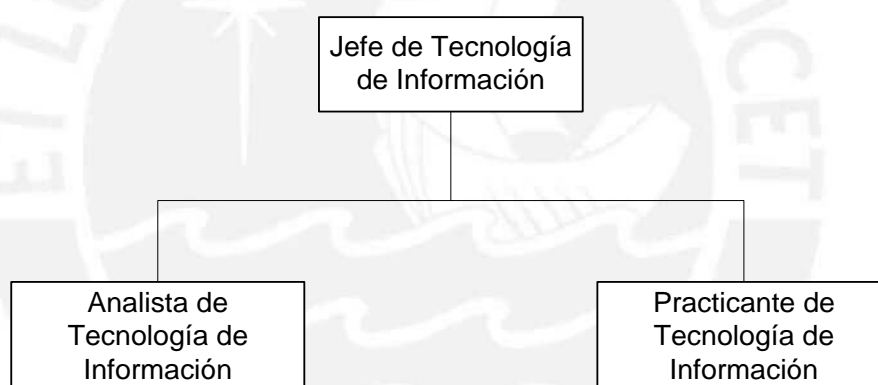 Jefe de Tecnología
de Información
Analista de
Tecnología de
Información
Practicante de
Tecnología de
Información